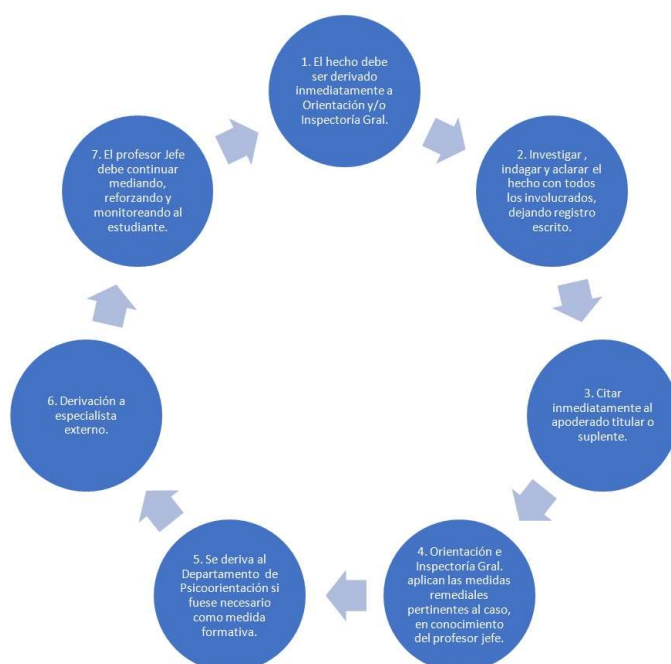 1. El hecho debe
ser derivado
inmediatamente a
Orientación y/o
Inspectoría Gral.
2. Investigar ,
indagar y aclarar el
hecho con todos
los involucrados,
dejando registro
escrito.
3. Citar
inmediatamente al
apoderado titular o
suplente.
4. Orientación e
Inspectoría Gral.
aplican las medidas
remediales
pertinentes al caso,
en conocimiento
del profesor jefe.
5. Se deriva al
Departamento de
Psicoorientación si
fuese necesario
como medida
formativa.
6. Derivación a
especialista
externo.
7. El profesor Jefe
debe continuar
mediando,
reforzando y
monitoreando al
estudiante.